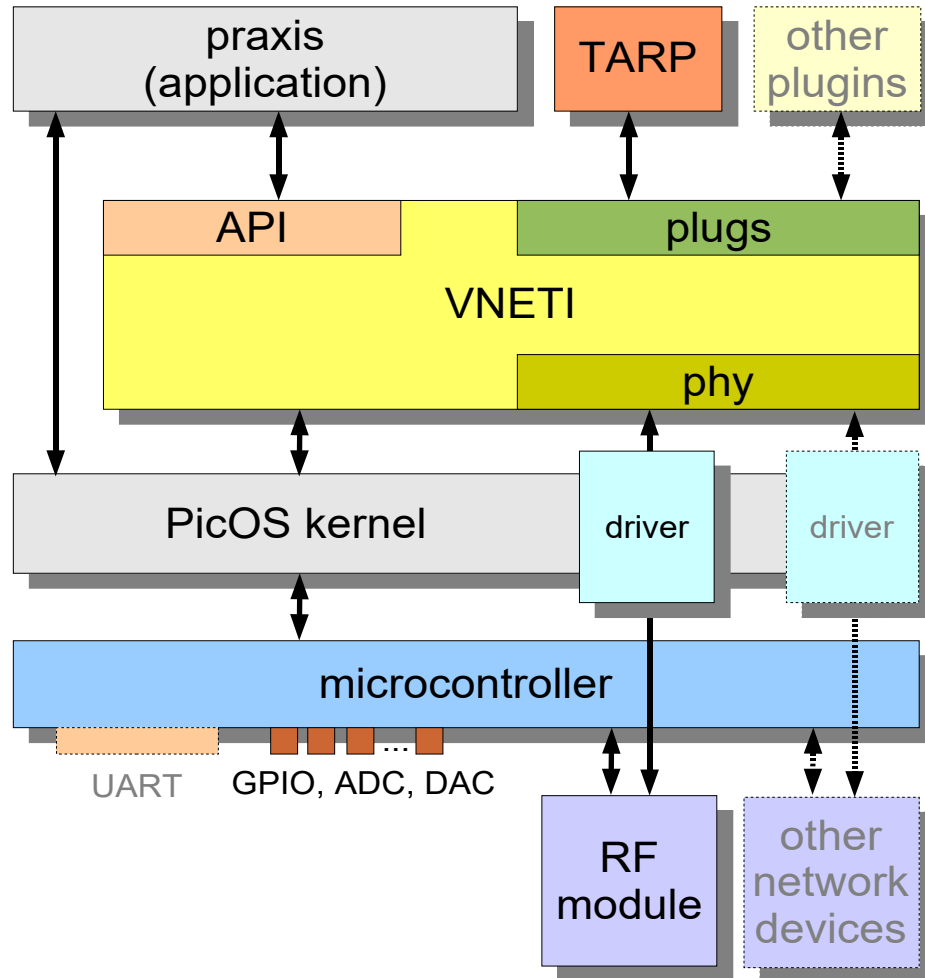 praxis
(application)
TARP
other
plugins
API
plugs
VNETI
phy
PicOS kernel
driver
driver
microcontroller
...
UART
GPIO, ADC, DAC
RF
module
other
network
devices